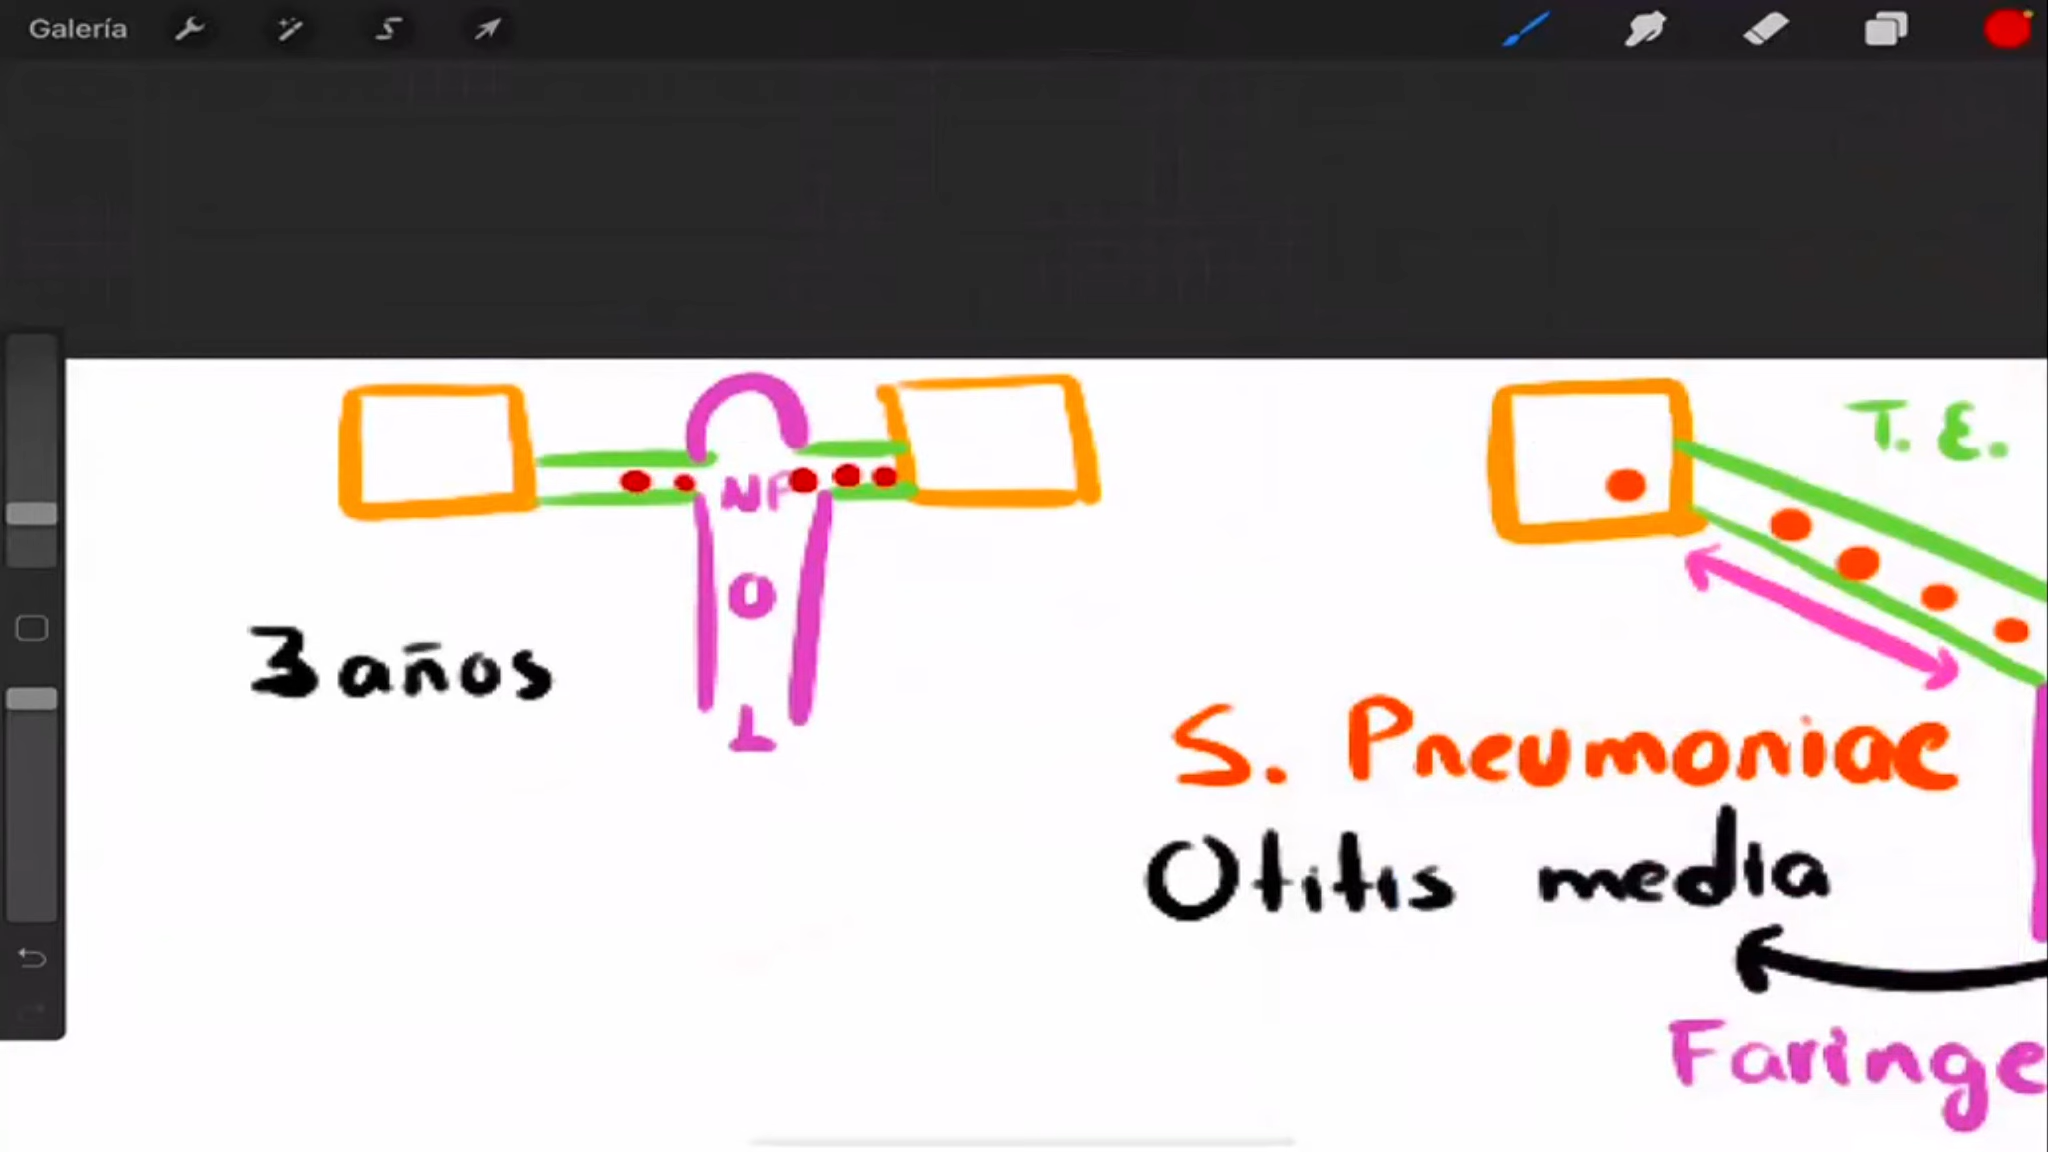 Galería
T. E.
NF
O
L
3 años
S. Pneumoniae
Otitis media
Faringe